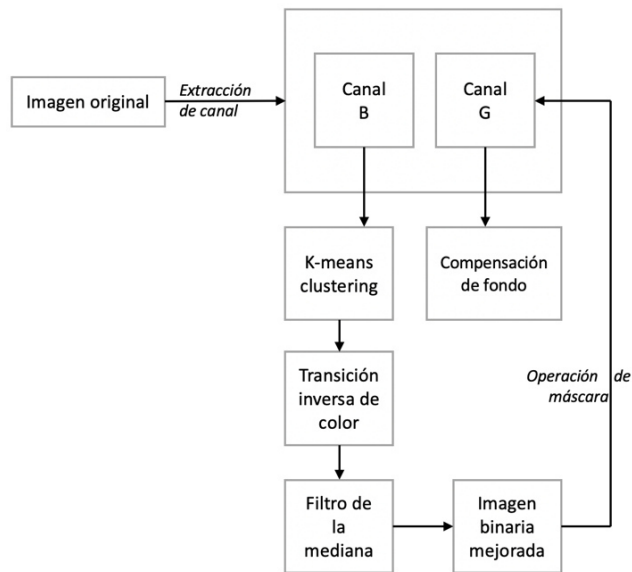 Imagen original
Extracción
de canal
Canal
B
Canal
G
K-means
clustering
Compensación
de fondo
Transición
inversa de
color
Operación de
máscara
Filtro de
la
mediana
Imagen
binaria
mejorada